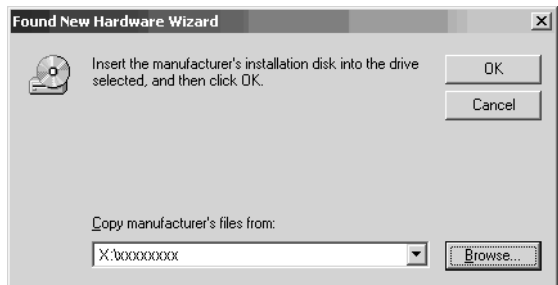 Found New Hardware Wizard
Insert the manufacturer's installation disk into the drive
selected, and then click OK.
OK
Cancel
Copy manufacturer's files from:
X:\xxxxxxxx
Browse...